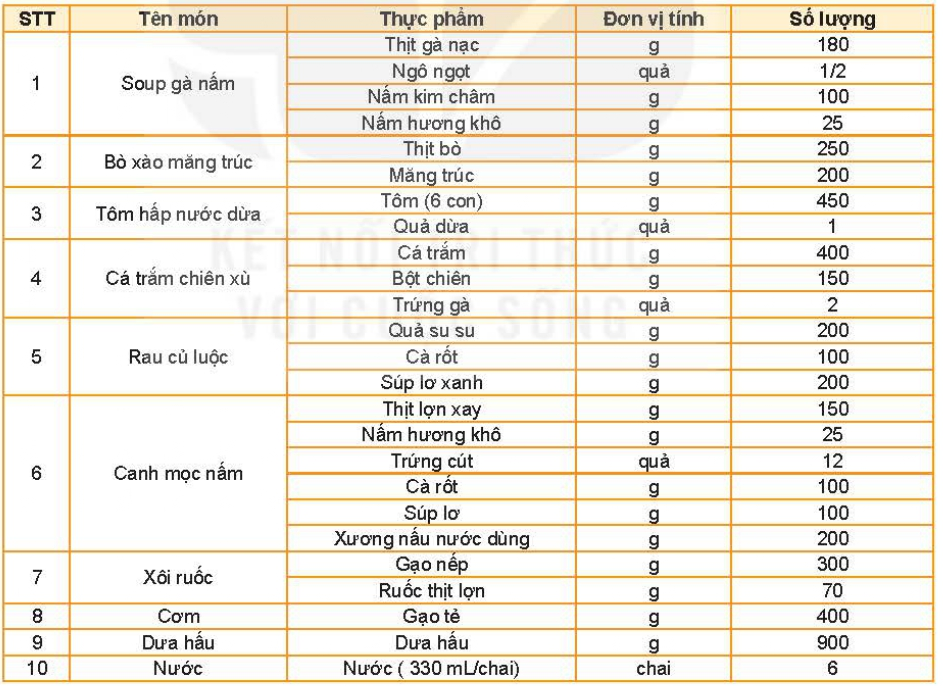 STT Tên món Thực phẩm Đơn vị tính Số lượng
1 Soup gà nấm Thịt gà nạc g 180
Ngô ngọt quả 1/2
Nấm kim châm g 100
Nấm hương khô g 25
2 Bò xào măng trúc Thịt bò g 250
Măng trúc g 200
3 Tôm hấp nước dừa Tôm (6 con) g 450
Quả dừa quả 1
4 Cá trắm chiên xù Cá trắm g 400
Bột chiên g 150
Trứng gà quả 2
5 Rau củ luộc Quả su su g 200
Cà rốt g 100
Súp lơ xanh g 200
6 Canh mọc nấm Thịt lợn xay g 150
Nấm hương khô g 25
Trứng cút quả 12
Cà rốt g 100
Súp lơ g 100
Xương nấu nước dùng g 200
7 Xôi ruốc Gạo nếp g 300
Ruốc thịt lợn g 70
8 Cơm Gạo tẻ g 400
9 Dưa hấu Dưa hấu g 900
10 Nước Nước ( 330 mL/chai) chai 6
KẾT NỐI TRI THỨC
VỚI CUỘC SỐNG